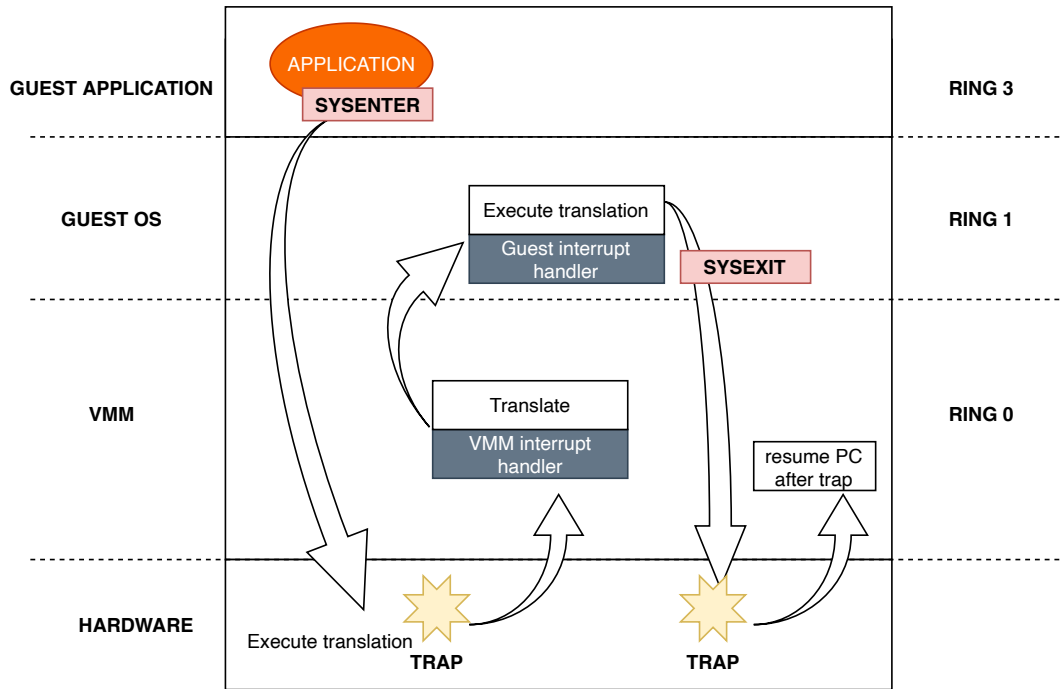 APPLICATION
GUEST APPLICATION
RING 3
SYSENTER
GUEST OS
Execute translation
RING 1
Guest interrupt
handler
SYSEXIT
VMM
Translate
RING 0
VMM interrupt
handler
resume PC
after trap
HARDWARE
Execute translation
TRAP
TRAP